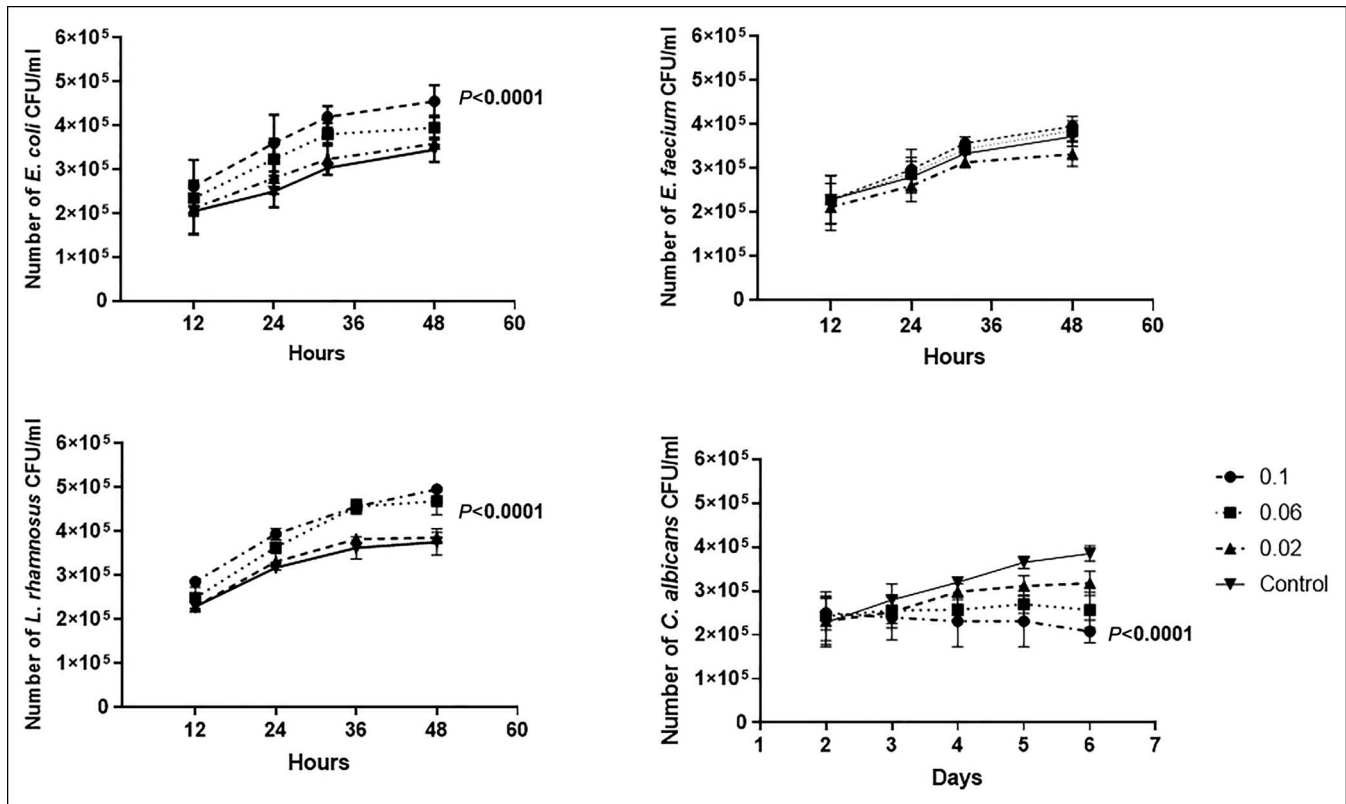 Number of E. coli CFU/ml
6×10⁵
5×10⁵
4×10⁵
3×10⁵
2×10⁵
1×10⁵
0
P<0.0001
12 24 36 48 60
Hours
Number of E. faecium CFU/ml
6×10⁵
5×10⁵
4×10⁵
3×10⁵
2×10⁵
1×10⁵
0
12 24 36 48 60
Hours
Number of L. rhamnosus CFU/ml
6×10⁵
5×10⁵
4×10⁵
3×10⁵
2×10⁵
1×10⁵
0
P<0.0001
12 24 36 48 60
Hours
Number of C. albicans CFU/ml
6×10⁵
5×10⁵
4×10⁵
3×10⁵
2×10⁵
1×10⁵
0
P<0.0001
1 2 3 4 5 6 7
Days
0.1
0.06
0.02
Control